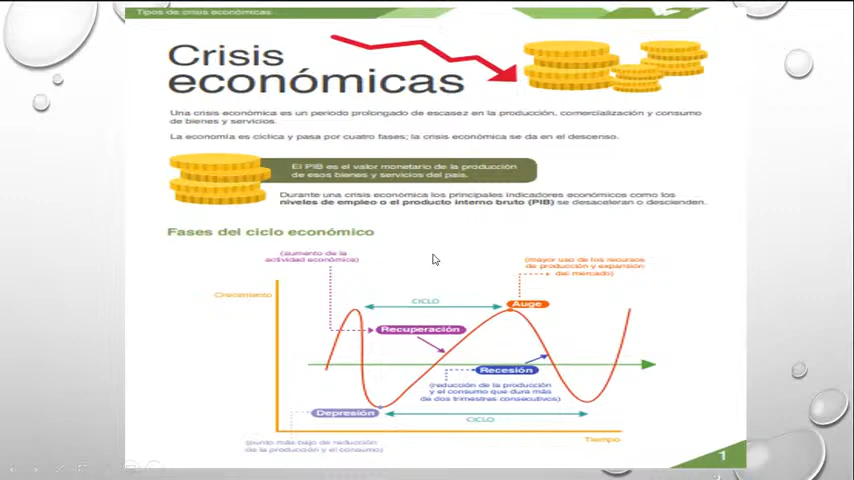 Tipos de crisis económicas
Crisis
económicas
Una crisis económica es un periodo prolongado de escasez en la producción, comercialización y consumo
de bienes y servicios.
La economía es cíclica y pasa por cuatro fases; la crisis económica se da en el descenso.
El PIB es el valor monetario de la producción
de esos bienes y servicios del país.
Durante una crisis económica los principales indicadores económicos como los
niveles de empleo o el producto interno bruto (PIB) se desaceleran o descienden.
Fases del ciclo económico
(aumento de la
actividad económica)
(mayor uso de los recursos
de producción y expansión
del mercado)
Crecimiento
CICLO
Auge
Recuperación
Recesión
(reducción de la producción
y el consumo que dura más
de dos trimestres consecutivos)
Depresión
CICLO
Tiempo
(punto más bajo de reducción
de la producción y el consumo)
1